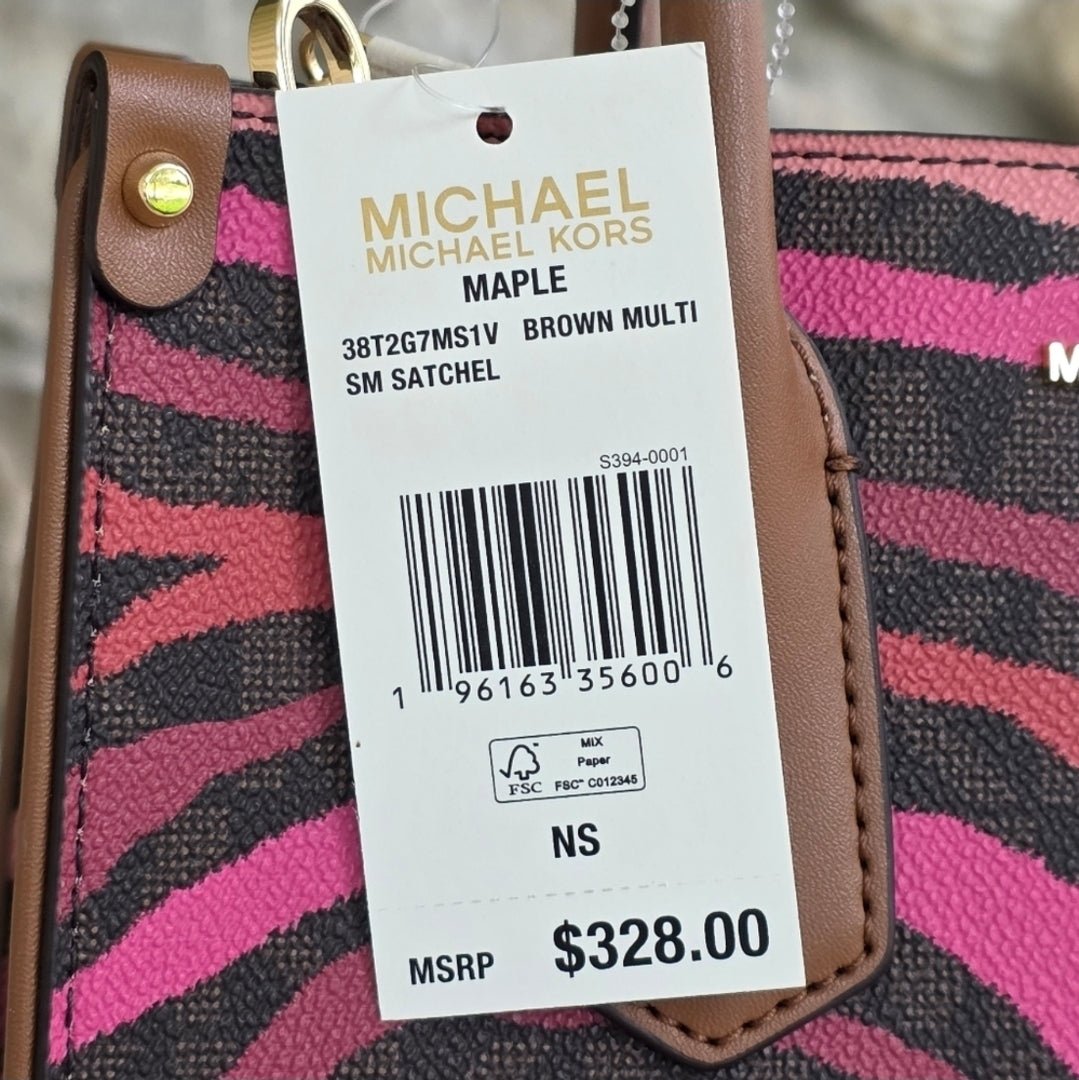 MICHAEL
MICHAEL KORS
MAPLE
38T2G7MS1V BROWN MULTI
SM SATCHEL
S394-0001
1 96163 35600 6
FSC
MIX
Paper
FSC™ C012345
NS
MSRP $328.00
M